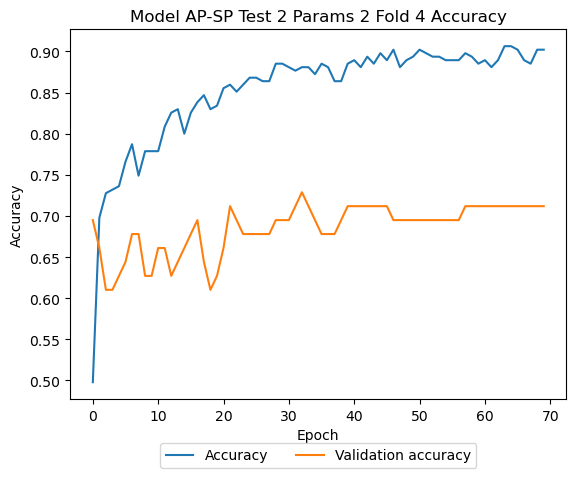 Model AP-SP Test 2 Params 2 Fold 4 Accuracy
Accuracy
0.90
0.85
0.80
0.75
0.70
0.65
0.60
0.55
0.50
0 10 20 30 40 50 60 70
Epoch
Accuracy Validation accuracy